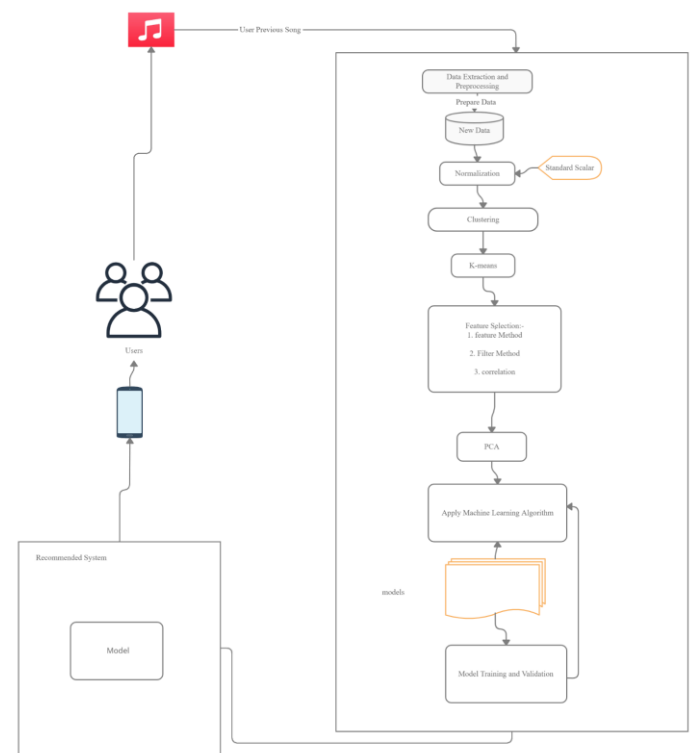 User Previous Song
Data Extraction and
Preprocessing
Prepare Data
New Data
Normalization
Standard Scalar
Clustering
K-means
Feature Selection:-
1. feature Method
2. Filter Method
3. correlation
PCA
Apply Machine Learning Algorithm
models
Model Training and Validation
Users
Recommended System
Model